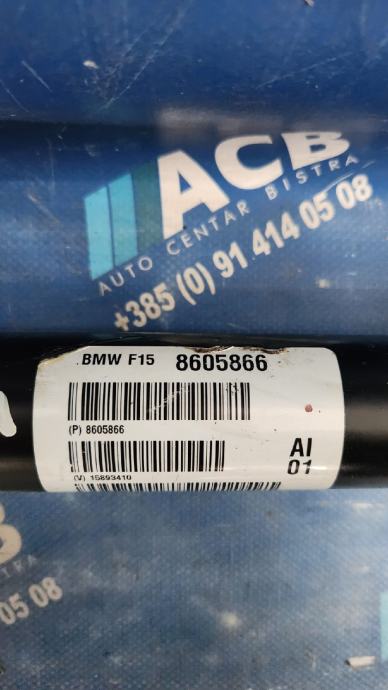 ACB
AUTO CENTAR BISTRA
+385 (0) 91 414 05 08
BMW F15 8605866
(P) 8605866
AI
01
(V) 15893410
B
TRA
05 08